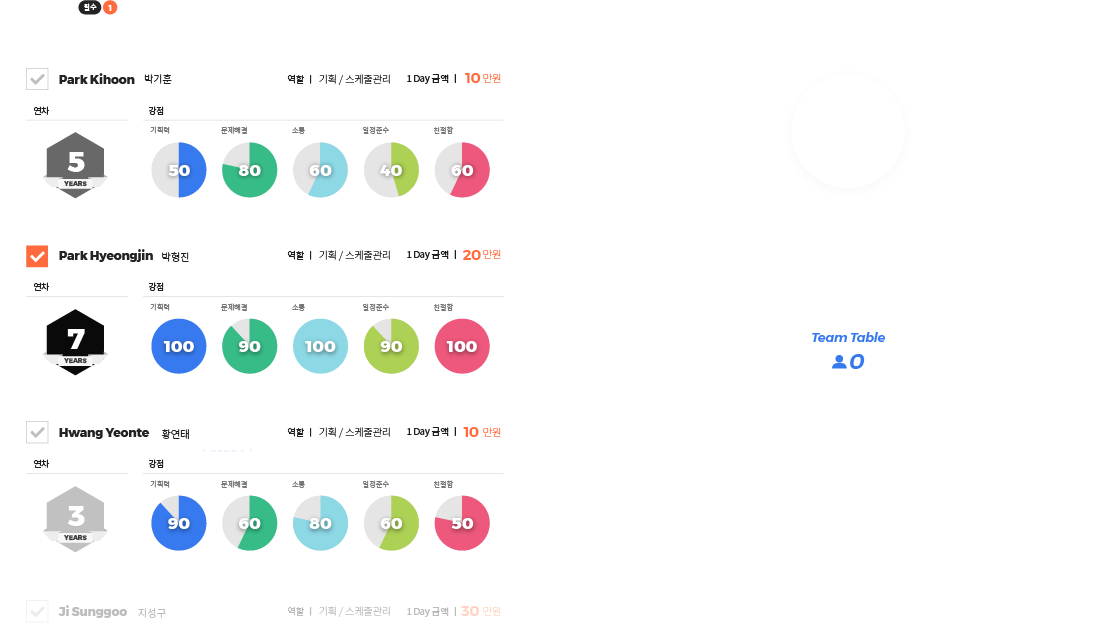 필수 1
Park Kihoon 박기훈 역할 | 기획 / 스케줄관리 1 Day 금액 | 10 만원
연차 강점
기획력 문제해결 소통 일정준수 친절함
5 YEARS 50 80 60 40 60
Park Hyeongjin 박형진 역할 | 기획 / 스케줄관리 1 Day 금액 | 20 만원
연차 강점
기획력 문제해결 소통 일정준수 친절함
7 YEARS 100 90 100 90 100
Team Table
0
Hwang Yeonte 황연태 역할 | 기획 / 스케줄관리 1 Day 금액 | 10 만원
연차 강점
기획력 문제해결 소통 일정준수 친절함
3 YEARS 90 60 80 60 50
Ji Sunggoo 지성구 역할 | 기획 / 스케줄관리 1 Day 금액 | 30 만원